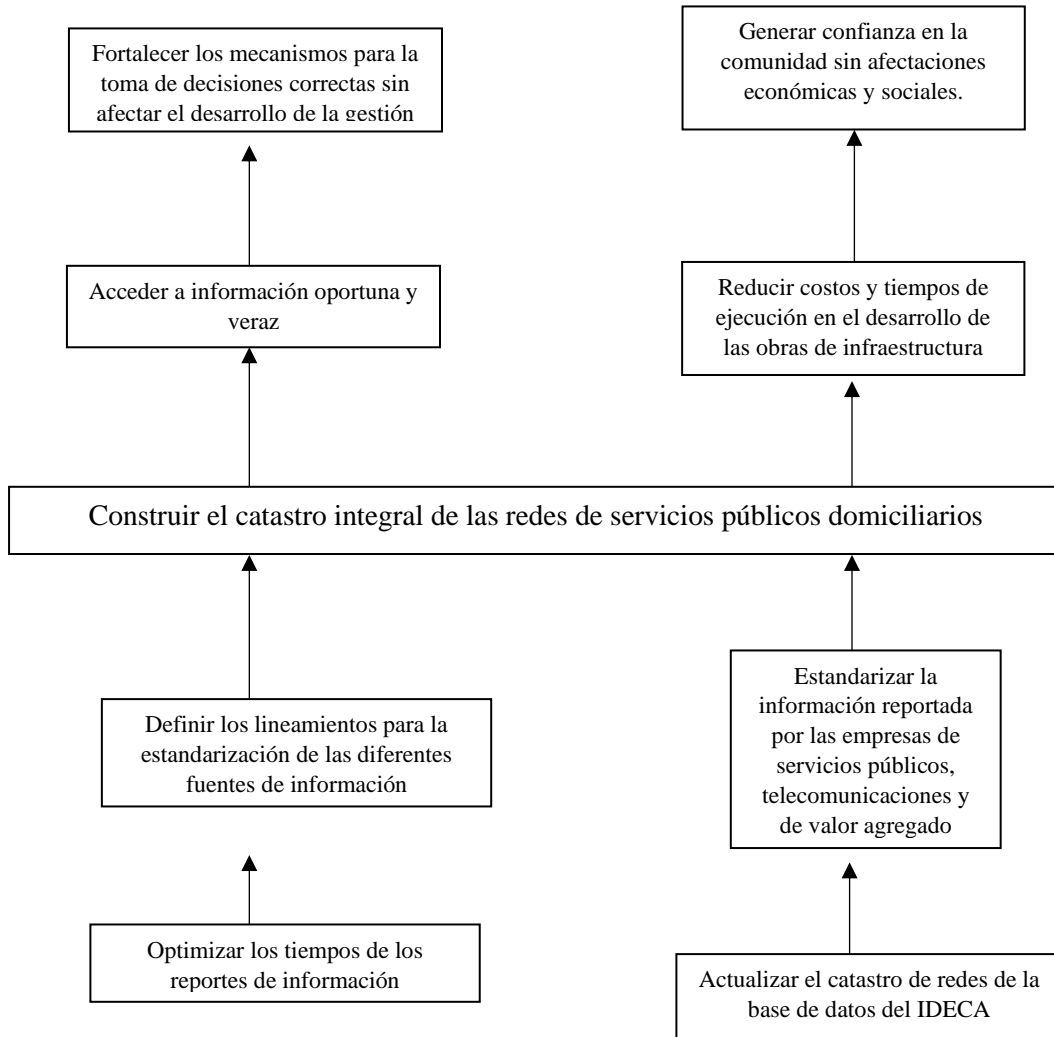 Fortalecer los mecanismos para la
toma de decisiones correctas sin
afectar el desarrollo de la gestión
Generar confianza en la
comunidad sin afectaciones
económicas y sociales.
Acceder a información oportuna y
veraz
Reducir costos y tiempos de
ejecución en el desarrollo de
las obras de infraestructura
Construir el catastro integral de las redes de servicios públicos domiciliarios
Definir los lineamientos para la
estandarización de las diferentes
fuentes de información
Estandarizar la
información reportada
por las empresas de
servicios públicos,
telecomunicaciones y
de valor agregado
Optimizar los tiempos de los
reportes de información
Actualizar el catastro de redes de la
base de datos del IDECA